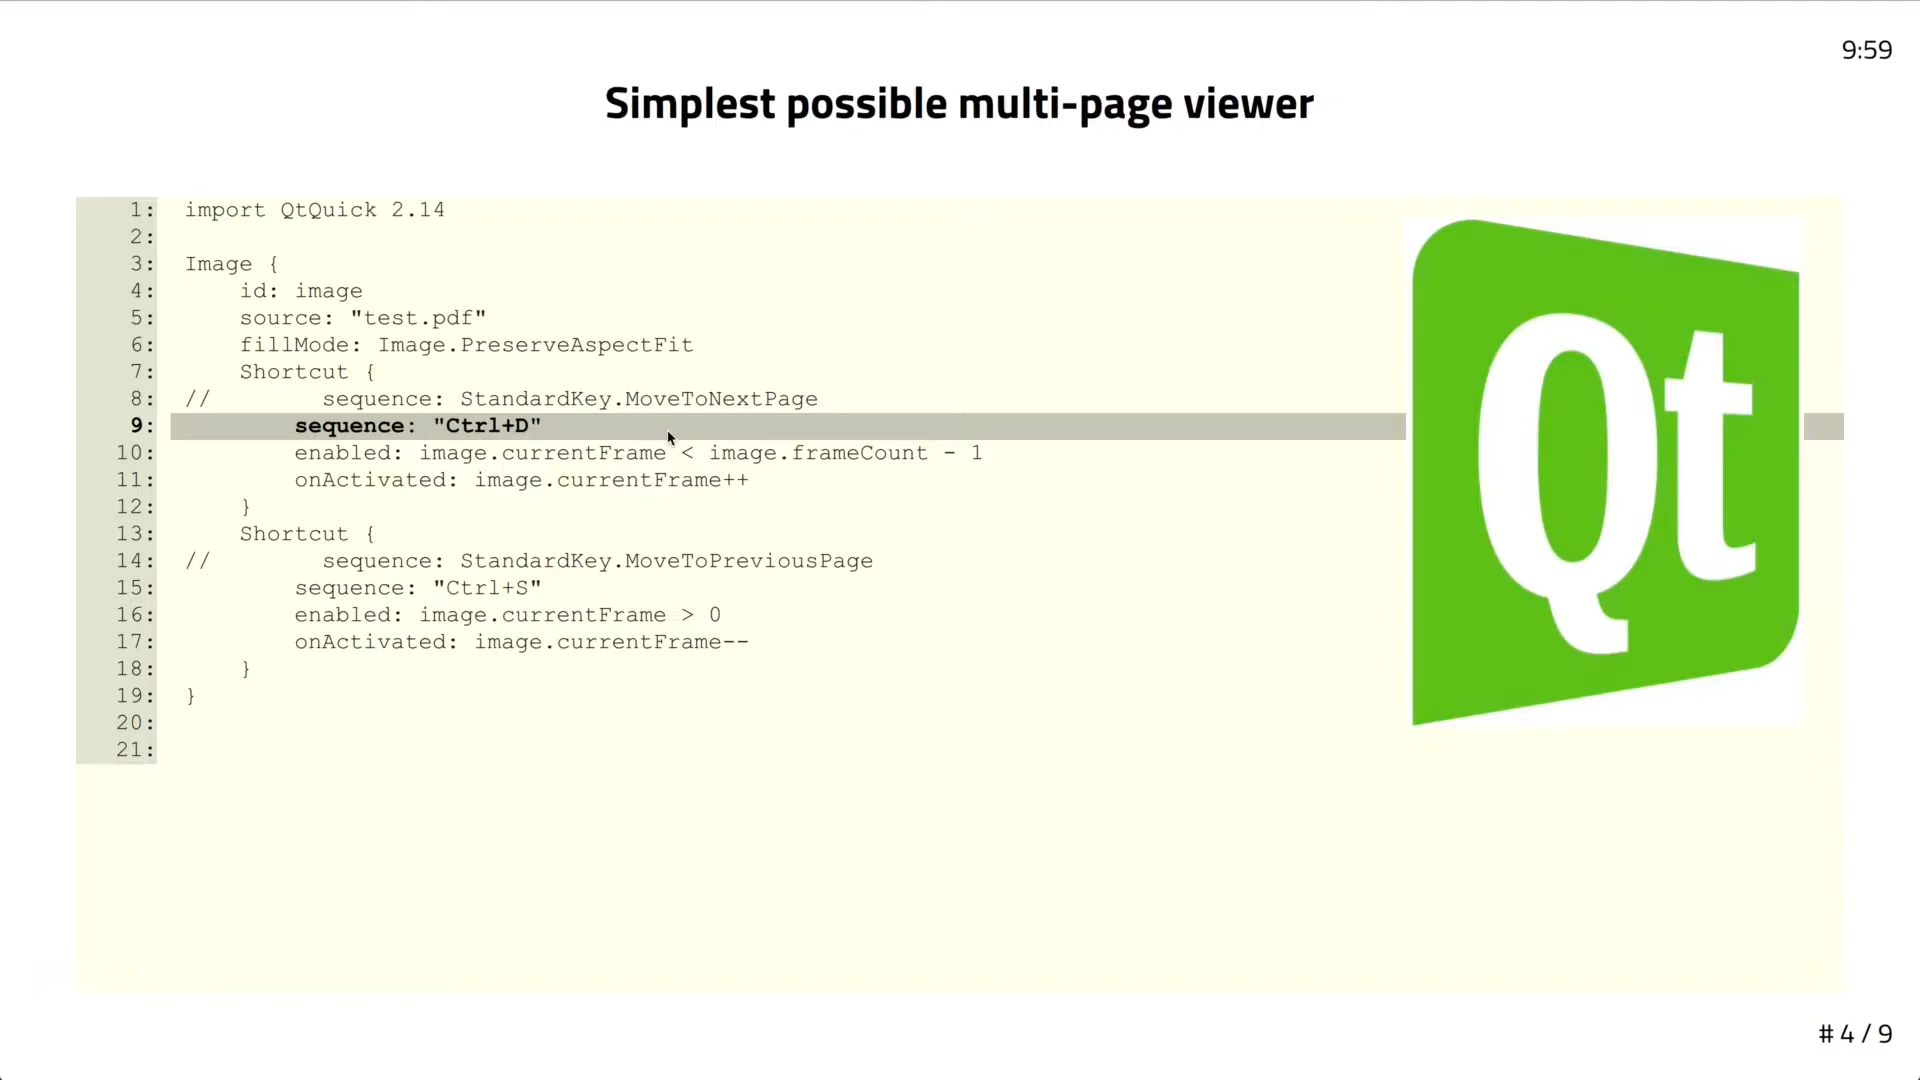 9:59
Simplest possible multi-page viewer
1: import QtQuick 2.14
2:
3: Image {
4:     id: image
5:     source: "test.pdf"
6:     fillMode: Image.PreserveAspectFit
7:     Shortcut {
8: //        sequence: StandardKey.MoveToNextPage
9:         sequence: "Ctrl+D"
10:         enabled: image.currentFrame < image.frameCount - 1
11:         onActivated: image.currentFrame++
12:     }
13:     Shortcut {
14: //        sequence: StandardKey.MoveToPreviousPage
15:         sequence: "Ctrl+S"
16:         enabled: image.currentFrame > 0
17:         onActivated: image.currentFrame--
18:     }
19: }
20:
21:
Qt
# 4 / 9